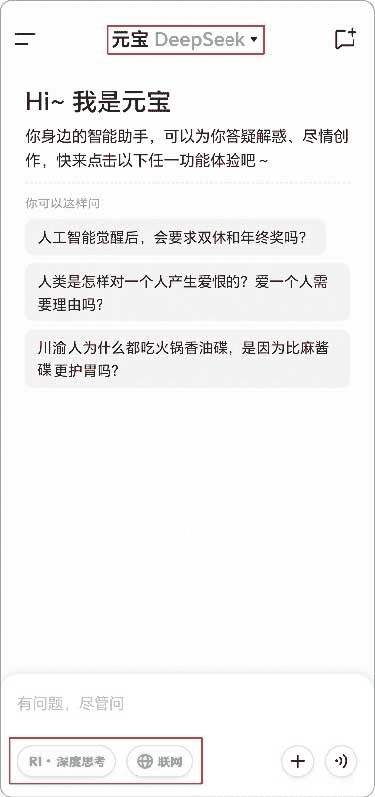 元宝 DeepSeek
Hi~ 我是元宝
你身边的智能助手，可以为你答疑解惑、尽情创
作，快来点击以下任一功能体验吧～
你可以这样问
人工智能觉醒后，会要求双休和年终奖吗？
人类是怎样对一个人产生爱恨的？爱一个人需
要理由吗？
川渝人为什么都吃火锅香油碟，是因为比麻酱
碟更护胃吗？
有问题，尽管问
R1·深度思考 联网